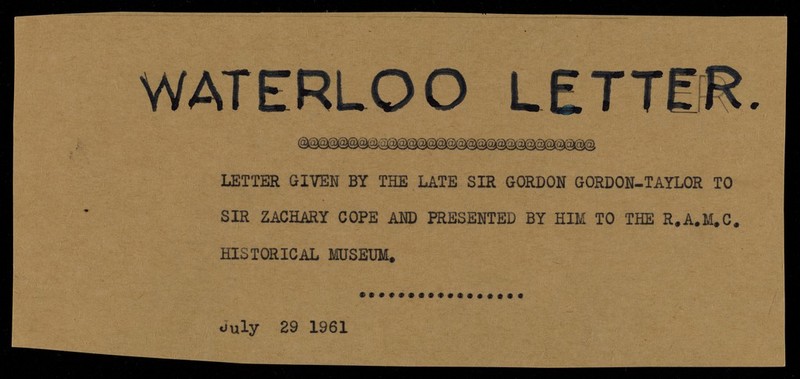 WATERLOO LETTER.
@@@@@@@@@@@@@@@@@@@@@@@@@@@@@@
LETTER GIVEN BY THE LATE SIR GORDON GORDON-TAYLOR TO
SIR ZACHARY COPE AND PRESENTED BY HIM TO THE R.A.M.C.
HISTORICAL MUSEUM.
.................
July 29 1961